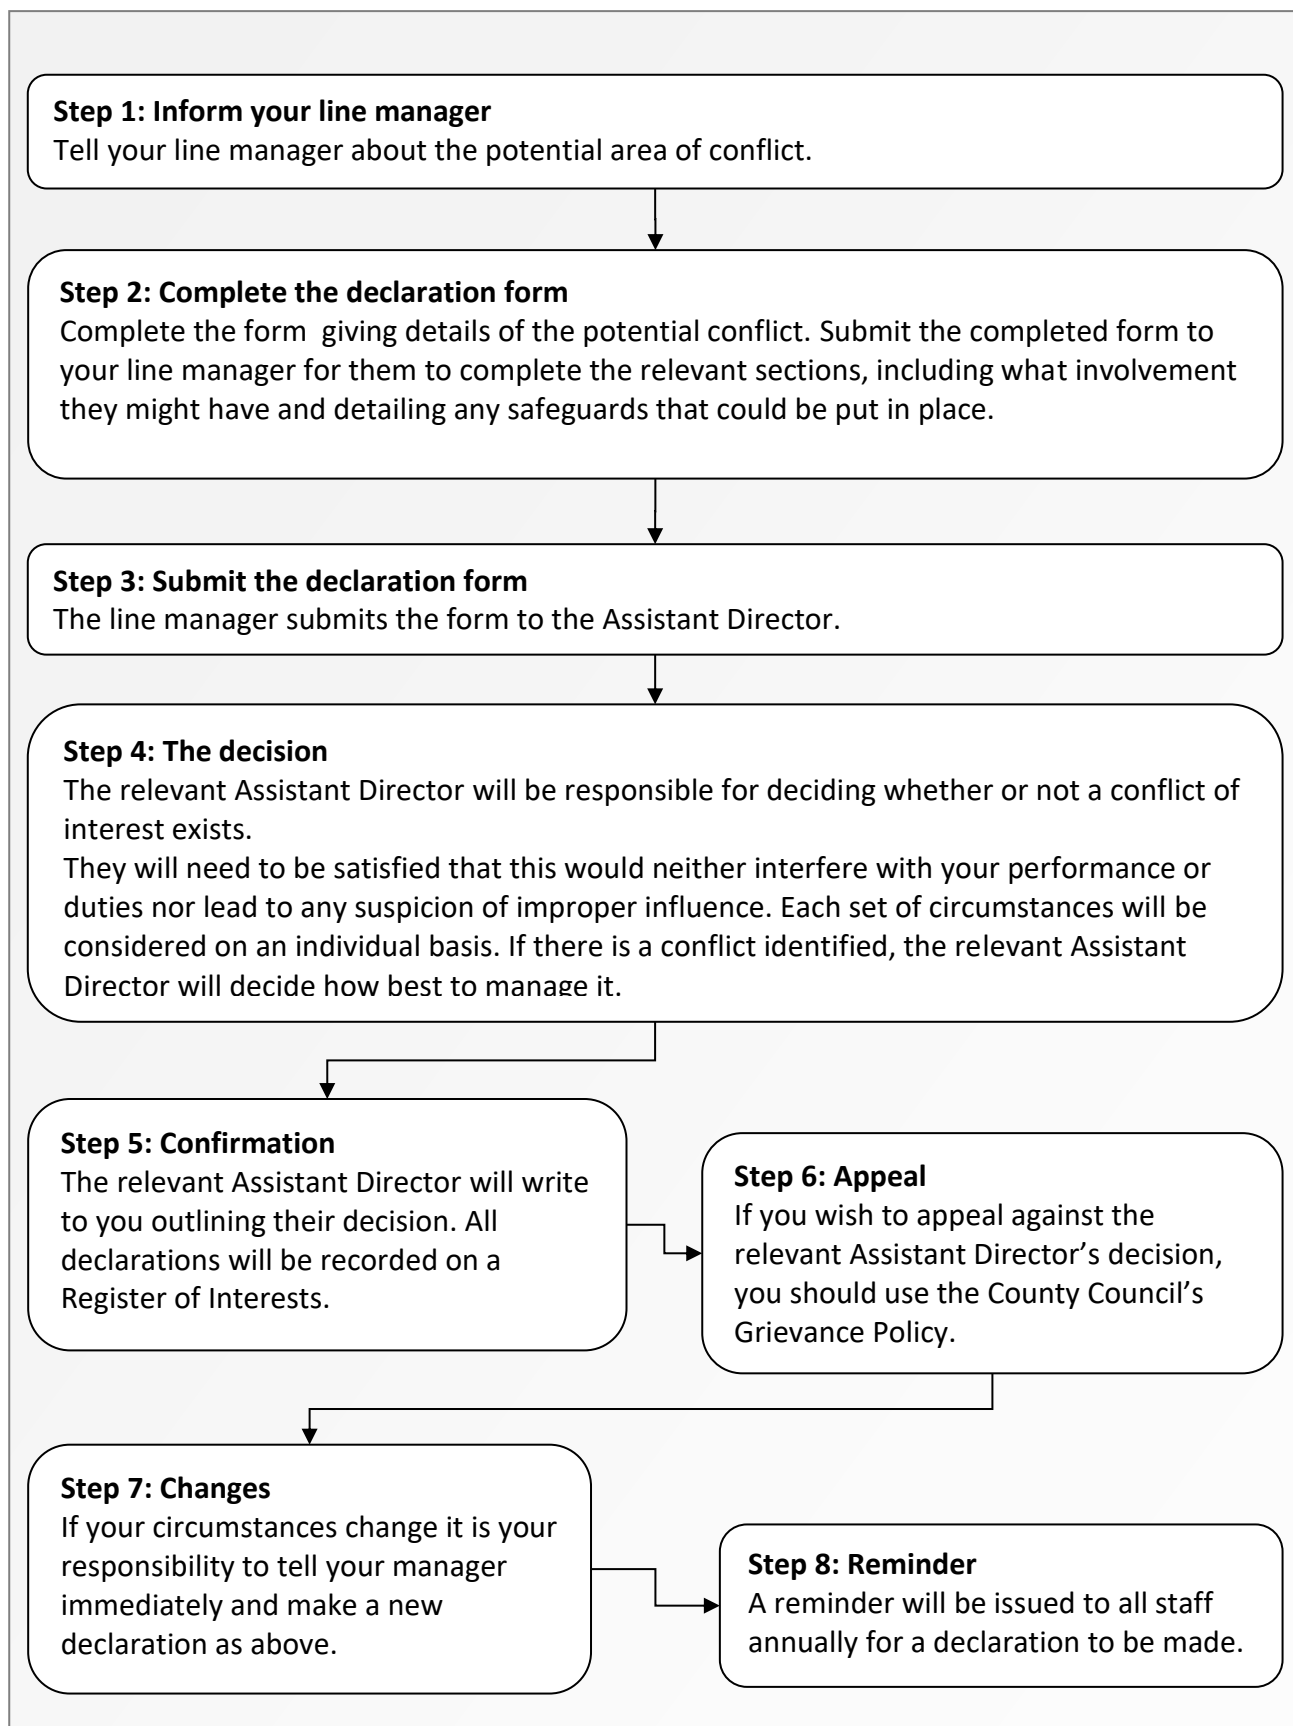 Step 1: Inform your line manager
Tell your line manager about the potential area of conflict.
Step 2: Complete the declaration form
Complete the form  giving details of the potential conflict. Submit the completed form to
your line manager for them to complete the relevant sections, including what involvement
they might have and detailing any safeguards that could be put in place.
Step 3: Submit the declaration form
The line manager submits the form to the Assistant Director.
Step 4: The decision
The relevant Assistant Director will be responsible for deciding whether or not a conflict of
interest exists.
They will need to be satisfied that this would neither interfere with your performance or
duties nor lead to any suspicion of improper influence. Each set of circumstances will be
considered on an individual basis. If there is a conflict identified, the relevant Assistant
Director will decide how best to manage it.
Step 5: Confirmation
The relevant Assistant Director will write
to you outlining their decision. All
declarations will be recorded on a
Register of Interests.
Step 6: Appeal
If you wish to appeal against the
relevant Assistant Director’s decision,
you should use the County Council’s
Grievance Policy.
Step 7: Changes
If your circumstances change it is your
responsibility to tell your manager
immediately and make a new
declaration as above.
Step 8: Reminder
A reminder will be issued to all staff
annually for a declaration to be made.